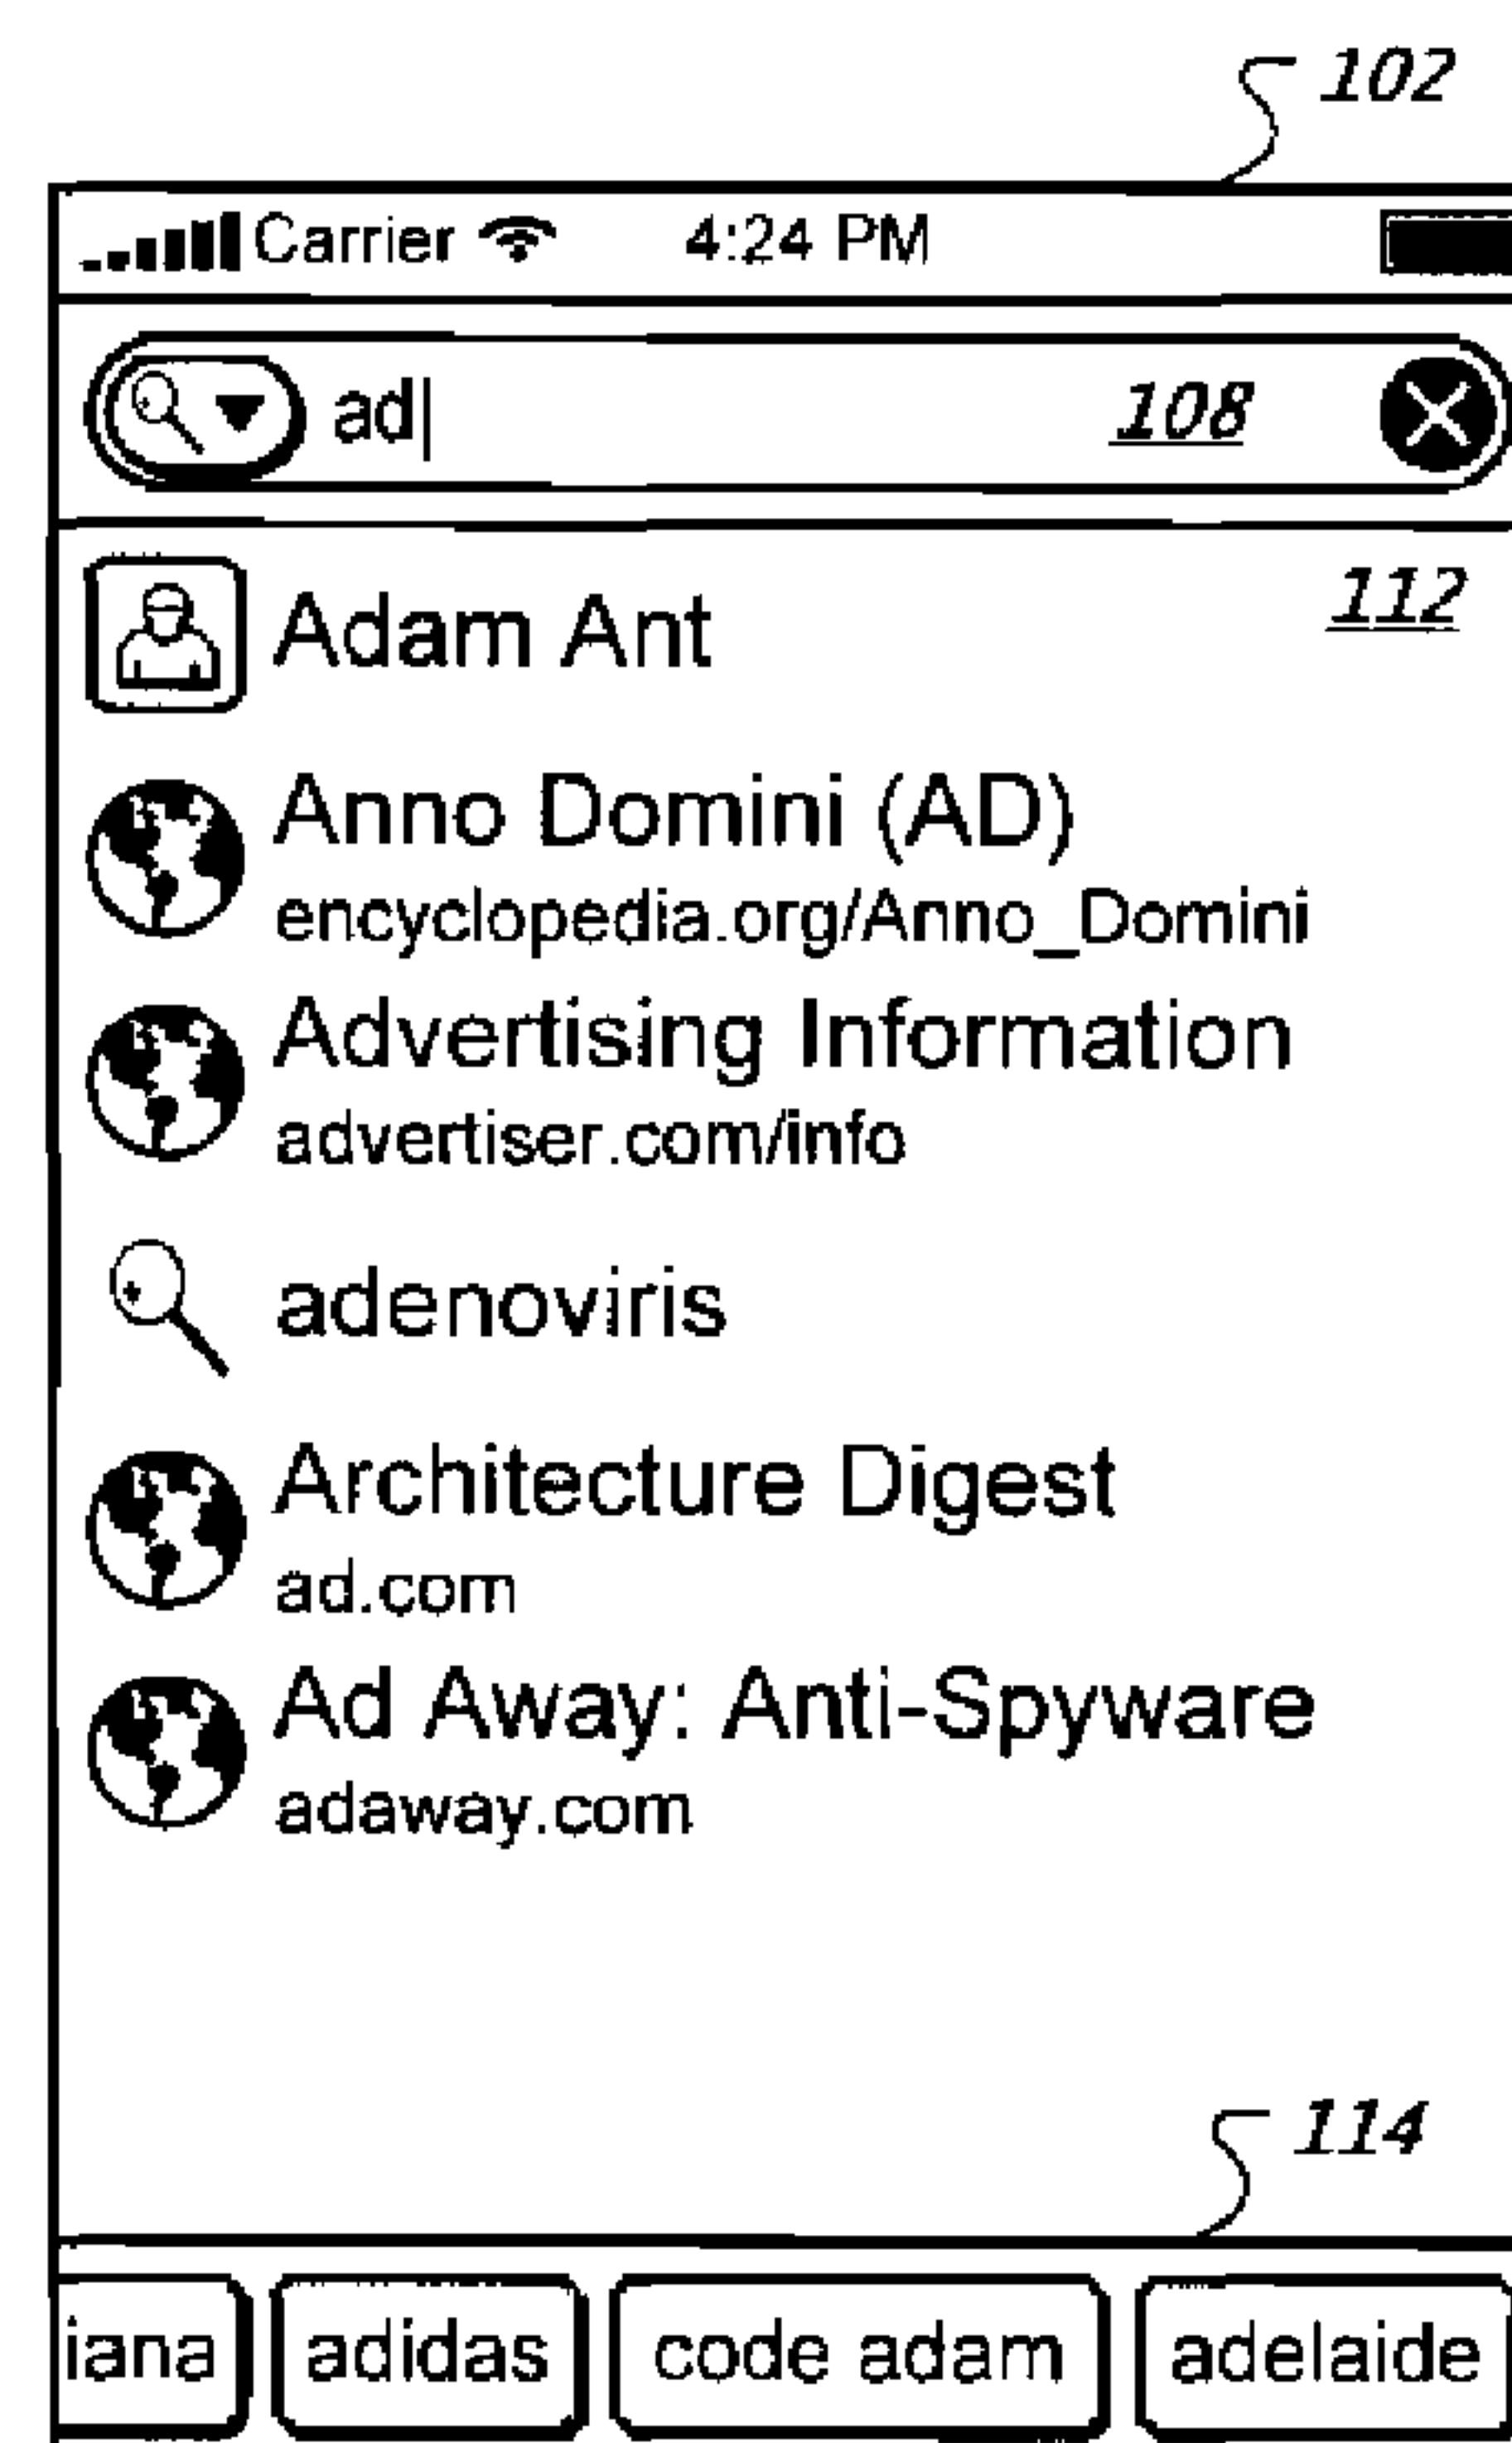 102
Carrier 4:24 PM
ad 108
Adam Ant 112
Anno Domini (AD)
encyclopedia.org/Anno_Domini
Advertising Information
advertiser.com/info
adenoviris
Architecture Digest
ad.com
Ad Away: Anti-Spyware
adaway.com
114
iana adidas code adam adelaide